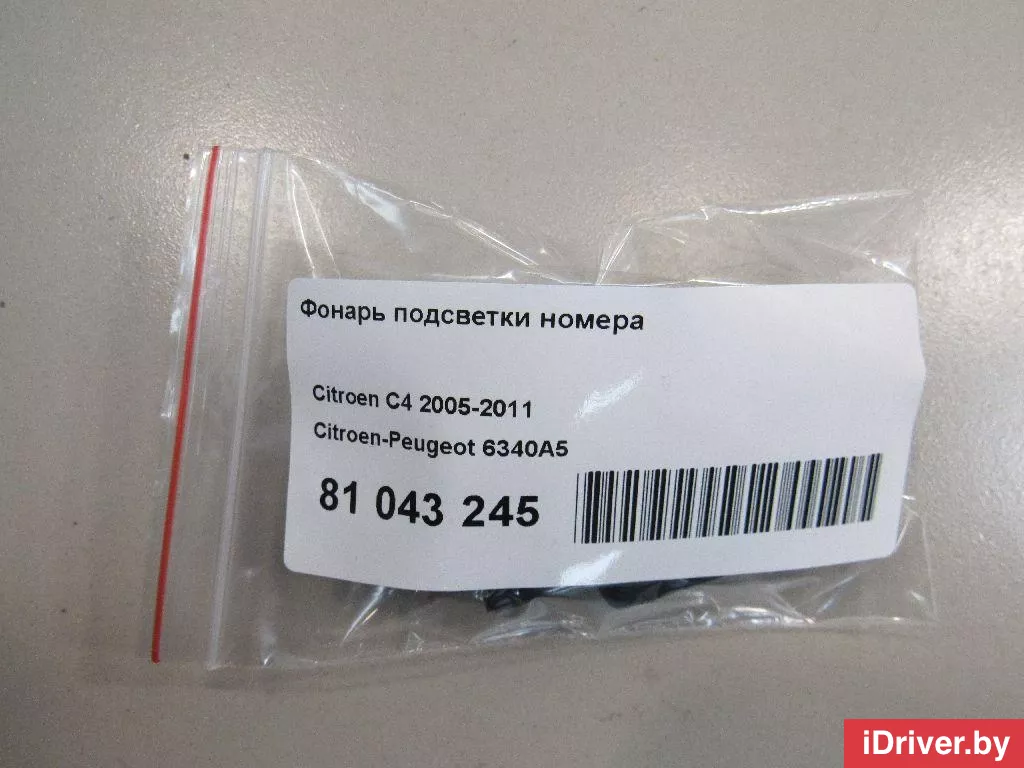 Фонарь подсветки номера
Citroen C4 2005-2011
Citroen-Peugeot 6340A5
81 043 245
iDriver.by